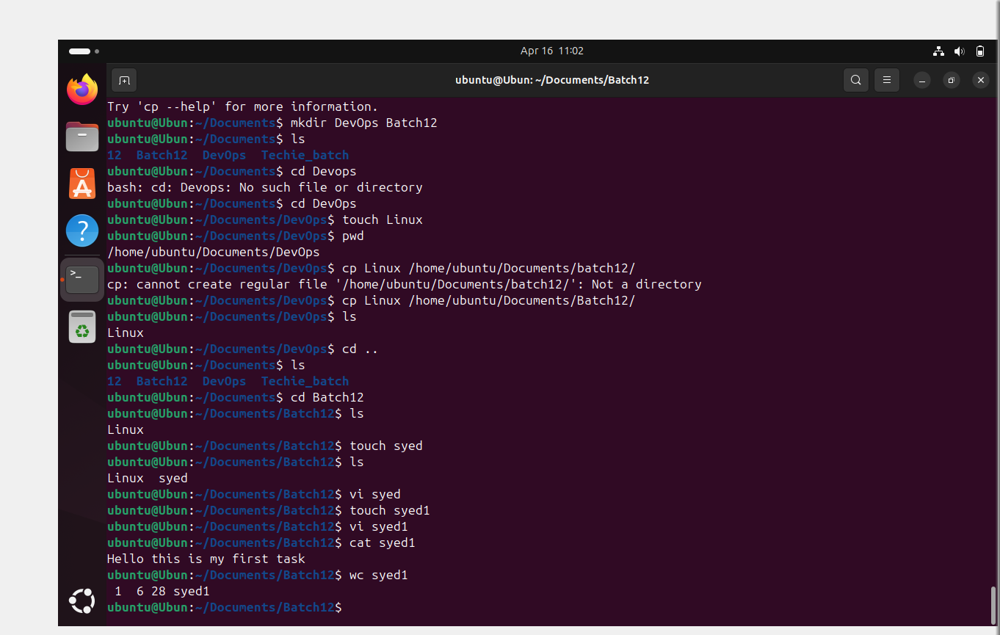 Apr 16 11:02
ubuntu@Ubun: ~/Documents/Batch12
Try 'cp --help' for more information.
ubuntu@Ubun:~/Documents$ mkdir DevOps Batch12
ubuntu@Ubun:~/Documents$ ls
12  Batch12  DevOps  Techie_batch
ubuntu@Ubun:~/Documents$ cd Devops
bash: cd: Devops: No such file or directory
ubuntu@Ubun:~/Documents$ cd DevOps
ubuntu@Ubun:~/Documents/DevOps$ touch Linux
ubuntu@Ubun:~/Documents/DevOps$ pwd
/home/ubuntu/Documents/DevOps
ubuntu@Ubun:~/Documents/DevOps$ cp Linux /home/ubuntu/Documents/batch12/
cp: cannot create regular file '/home/ubuntu/Documents/batch12/': Not a directory
ubuntu@Ubun:~/Documents/DevOps$ cp Linux /home/ubuntu/Documents/Batch12/
ubuntu@Ubun:~/Documents/DevOps$ ls
Linux
ubuntu@Ubun:~/Documents/DevOps$ cd ..
ubuntu@Ubun:~/Documents$ ls
12  Batch12  DevOps  Techie_batch
ubuntu@Ubun:~/Documents$ cd Batch12
ubuntu@Ubun:~/Documents/Batch12$ ls
Linux
ubuntu@Ubun:~/Documents/Batch12$ touch syed
ubuntu@Ubun:~/Documents/Batch12$ ls
Linux  syed
ubuntu@Ubun:~/Documents/Batch12$ vi syed
ubuntu@Ubun:~/Documents/Batch12$ touch syed1
ubuntu@Ubun:~/Documents/Batch12$ vi syed1
ubuntu@Ubun:~/Documents/Batch12$ cat syed1
Hello this is my first task
ubuntu@Ubun:~/Documents/Batch12$ wc syed1
 1  6 28 syed1
ubuntu@Ubun:~/Documents/Batch12$